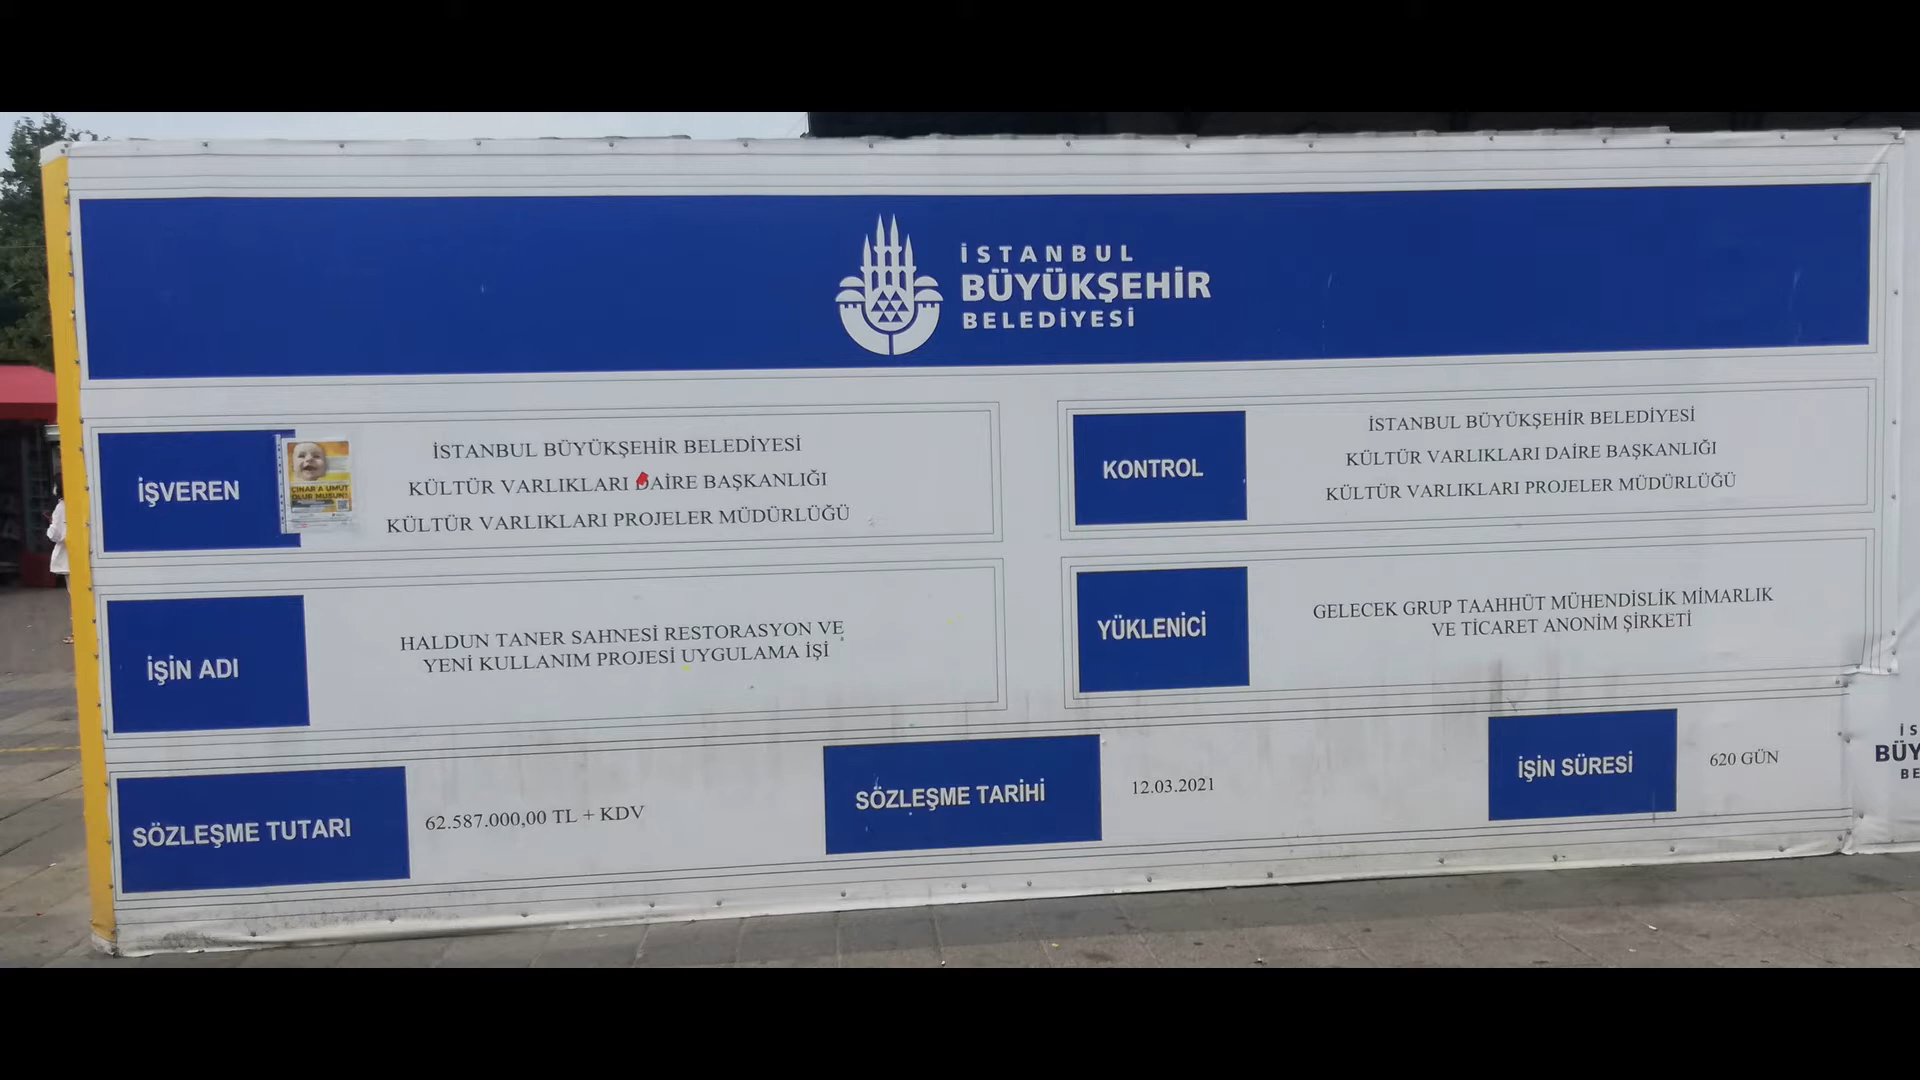 İSTANBUL
BÜYÜKŞEHİR
BELEDİYESİ
İŞVEREN
İSTANBUL BÜYÜKŞEHİR BELEDİYESİ
KÜLTÜR VARLIKLARI DAİRE BAŞKANLIĞI
KÜLTÜR VARLIKLARI PROJELER MÜDÜRLÜĞÜ
ÇINAR'A UMUT
OLUR MUSUN?
KONTROL
İSTANBUL BÜYÜKŞEHİR BELEDİYESİ
KÜLTÜR VARLIKLARI DAİRE BAŞKANLIĞI
KÜLTÜR VARLIKLARI PROJELER MÜDÜRLÜĞÜ
İŞİN ADI
HALDUN TANER SAHNESİ RESTORASYON VE
YENİ KULLANIM PROJESİ UYGULAMA İŞİ
YÜKLENİCİ
GELECEK GRUP TAAHHÜT MÜHENDİSLİK MİMARLIK
VE TİCARET ANONİM ŞİRKETİ
SÖZLEŞME TUTARI
62.587.000,00 TL + KDV
SÖZLEŞME TARİHİ
12.03.2021
İŞİN SÜRESİ
620 GÜN